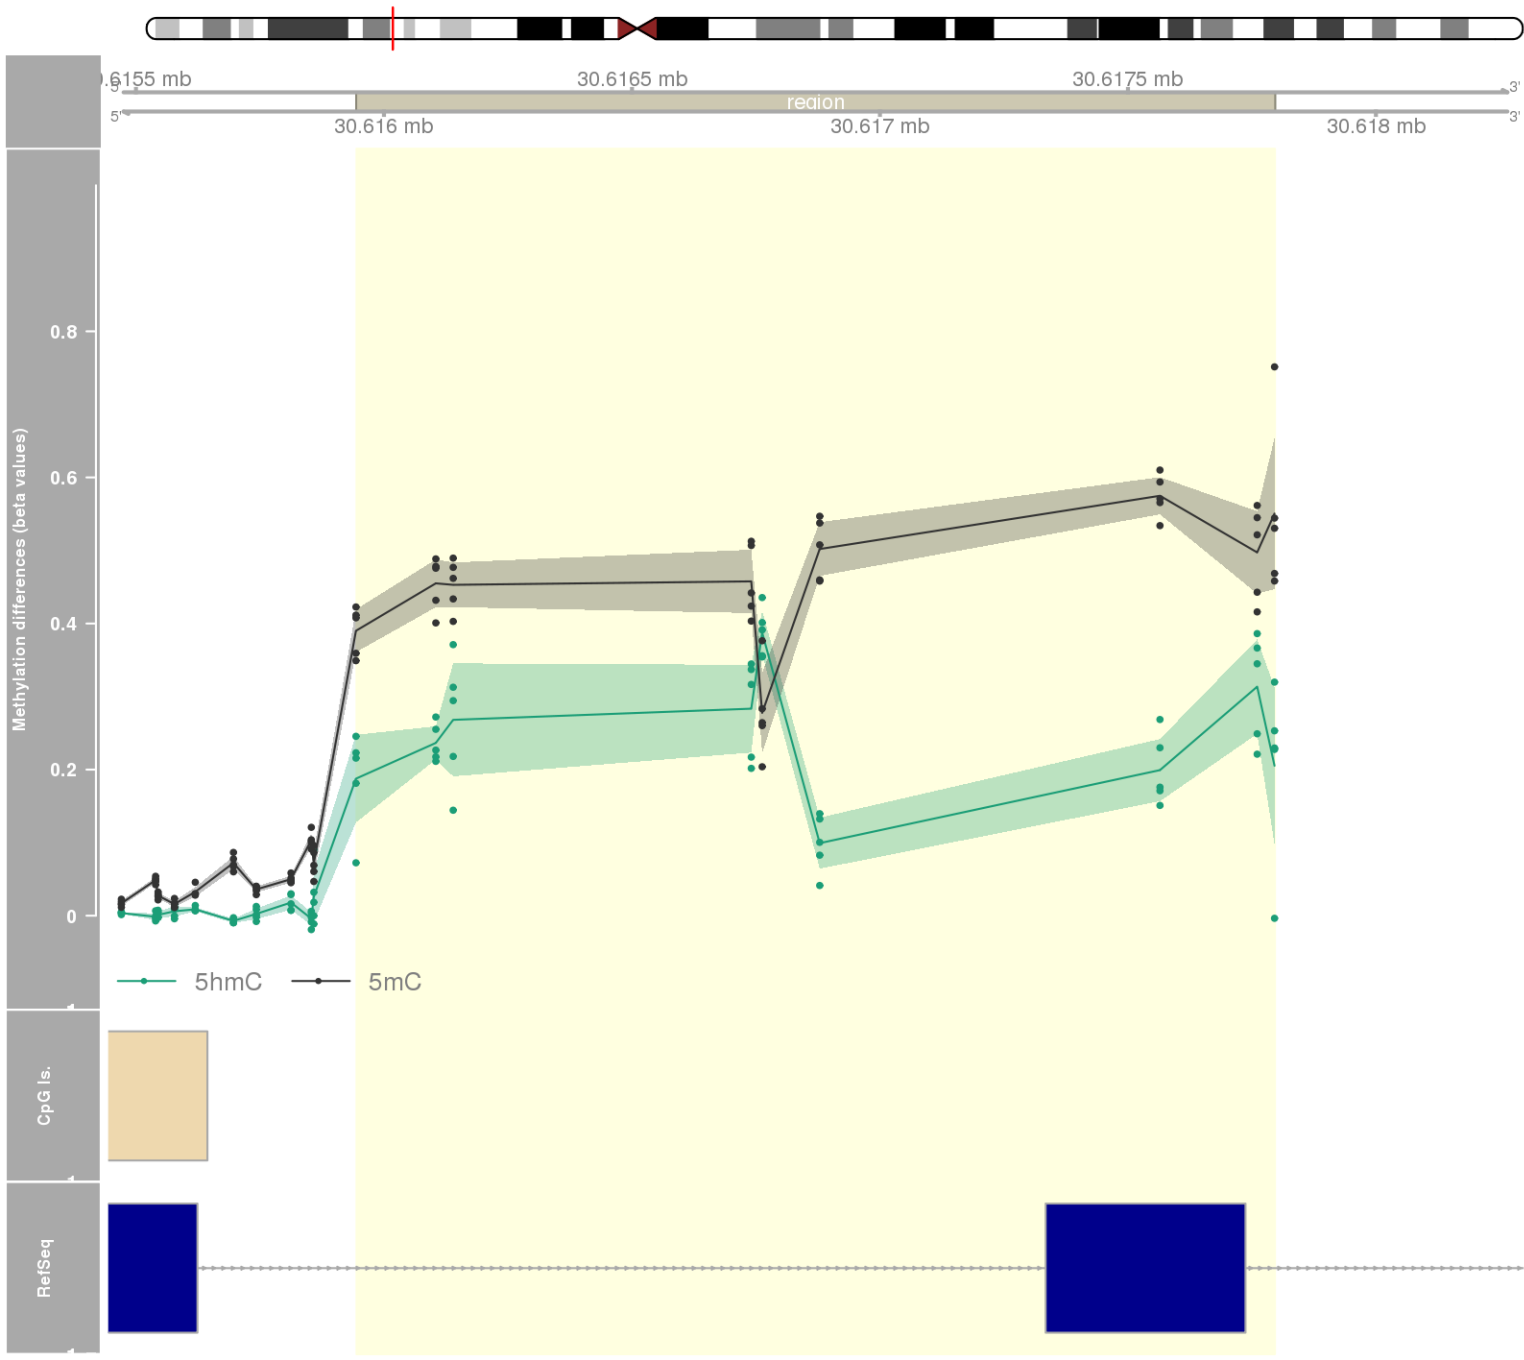 0.6155 mb 30.6165 mb 30.6175 mb
5' 3'
region
5' 3'
30.616 mb 30.617 mb 30.618 mb
Methylation differences (beta values)
0.8
0.6
0.4
0.2
0
5hmC 5mC
CpG Is.
RefSeq